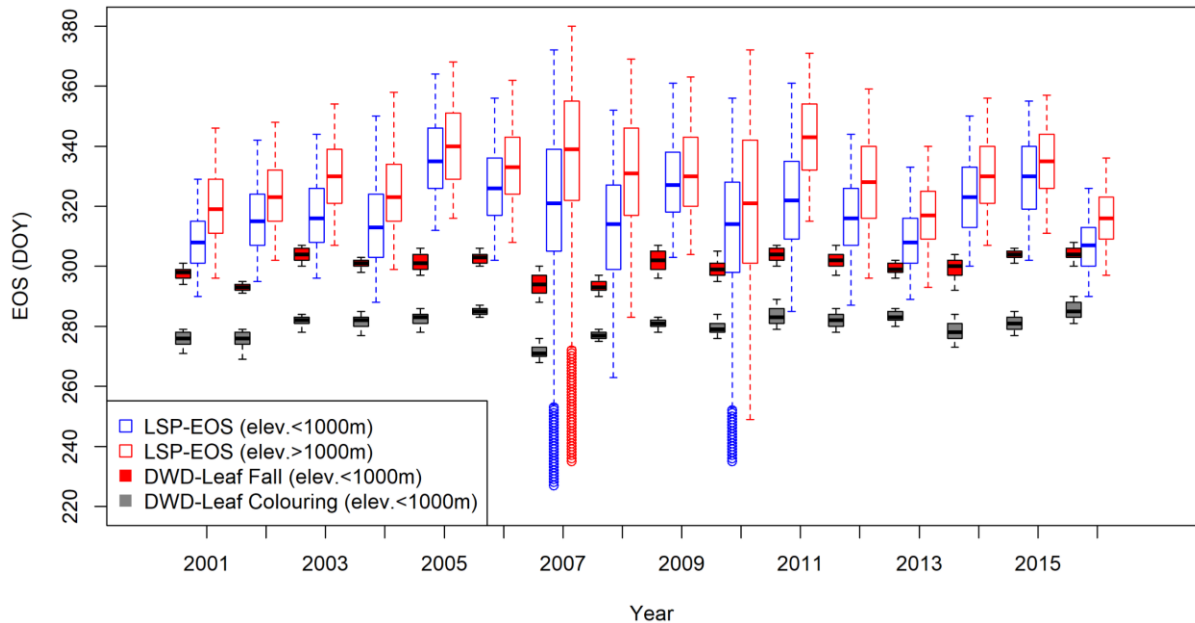 EOS (DOY)
380
360
340
320
300
280
260
240
220
LSP-EOS (elev.<1000m)
LSP-EOS (elev.>1000m)
DWD-Leaf Fall (elev.<1000m)
DWD-Leaf Colouring (elev.<1000m)
2001 2003 2005 2007 2009 2011 2013 2015
Year